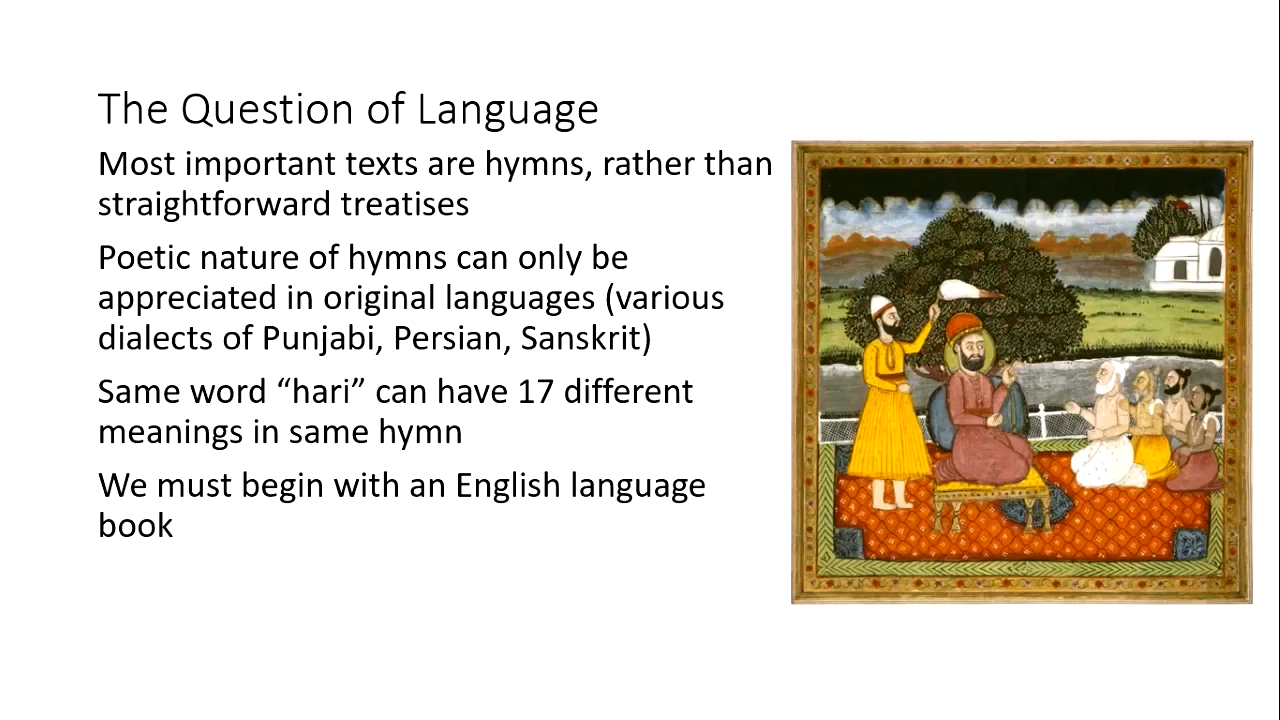 The Question of Language
Most important texts are hymns, rather than
straightforward treatises
Poetic nature of hymns can only be
appreciated in original languages (various
dialects of Punjabi, Persian, Sanskrit)
Same word “hari” can have 17 different
meanings in same hymn
We must begin with an English language
book